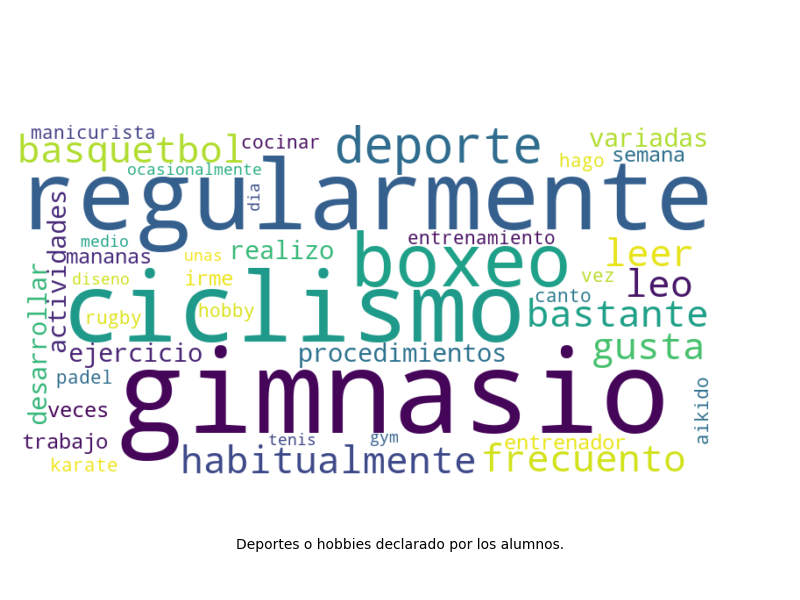 manicurista
basquetbol
cocinar
deporte
variadas
ocasionalmente
hago
semana
regularmente
dia
actividades
medio
mananas
unas
realizo
entrenamiento
boxeo
leer
diseno
irme
vez
leo
desarrollar
ciclismo
rugby
hobby
canto
bastante
ejercicio
procedimientos
gusta
padel
gimnasio
aikido
veces
trabajo
tenis
gym
entrenador
karate
habitualmente
frecuento
Deportes o hobbies declarado por los alumnos.